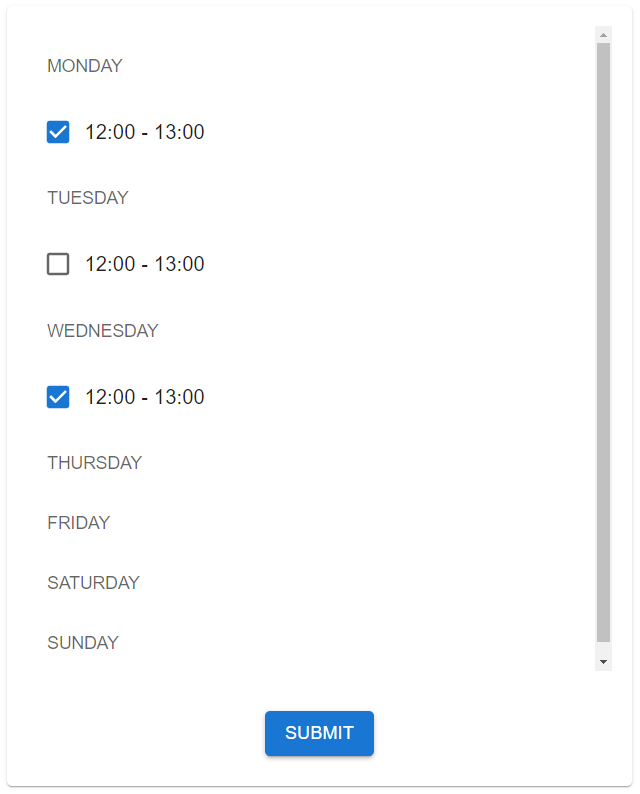 MONDAY
12:00 - 13:00
TUESDAY
12:00 - 13:00
WEDNESDAY
12:00 - 13:00
THURSDAY
FRIDAY
SATURDAY
SUNDAY
SUBMIT